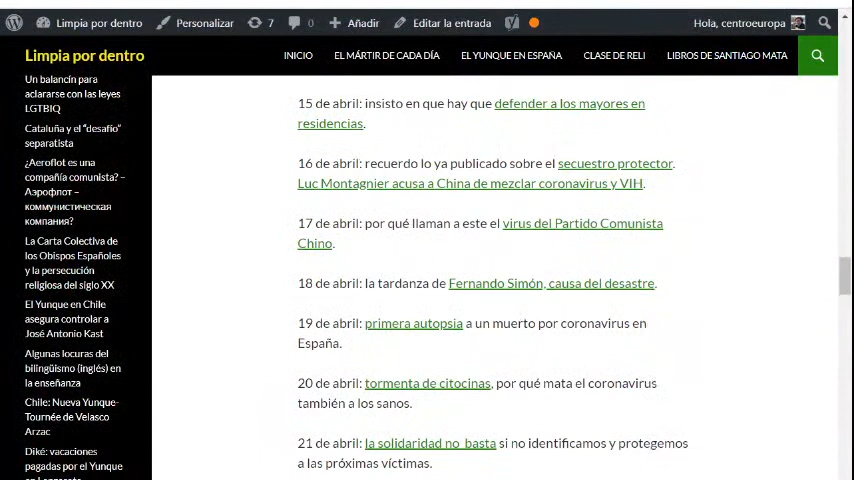 Limpia por dentro
Personalizar
7
0
Añadir
Editar la entrada
Hola, centroeuropa
Limpia por dentro
INICIO
EL MÁRTIR DE CADA DÍA
EL YUNQUE EN ESPAÑA
CLASE DE RELI
LIBROS DE SANTIAGO MATA
Un balancín para
aclararse con las leyes
LGTBIQ
Cataluña y el “desafío”
separatista
¿Aeroflot es una
compañía comunista? –
Аэрофлот –
коммунистическая
компания?
La Carta Colectiva de
los Obispos Españoles
y la persecución
religiosa del siglo XX
El Yunque en Chile
asegura controlar a
José Antonio Kast
Algunas locuras del
bilingüismo (inglés) en
la enseñanza
Chile: Nueva Yunque-
Tournée de Velasco
Arzac
Diké: vacaciones
pagadas por el Yunque
15 de abril: insisto en que hay que defender a los mayores en
residencias.
16 de abril: recuerdo lo ya publicado sobre el secuestro protector.
Luc Montagnier acusa a China de mezclar coronavirus y VIH.
17 de abril: por qué llaman a este el virus del Partido Comunista
Chino.
18 de abril: la tardanza de Fernando Simón, causa del desastre.
19 de abril: primera autopsia a un muerto por coronavirus en
España.
20 de abril: tormenta de citocinas, por qué mata el coronavirus
también a los sanos.
21 de abril: la solidaridad no basta si no identificamos y protegemos
a las próximas víctimas.